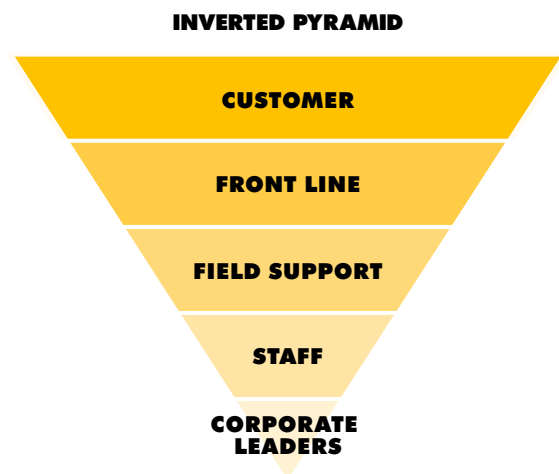 INVERTED PYRAMID
CUSTOMER
FRONT LINE
FIELD SUPPORT
STAFF
CORPORATE
LEADERS